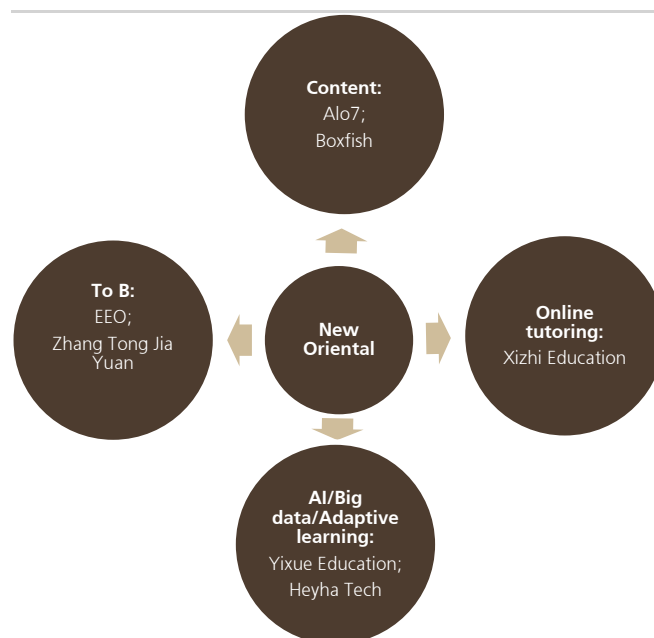 Content:
Alo7;
Boxfish
To B:
EEO;
Zhang Tong Jia
Yuan
New
Oriental
Online
tutoring:
Xizhi Education
AI/Big
data/Adaptive
learning:
Yixue Education;
Heyha Tech